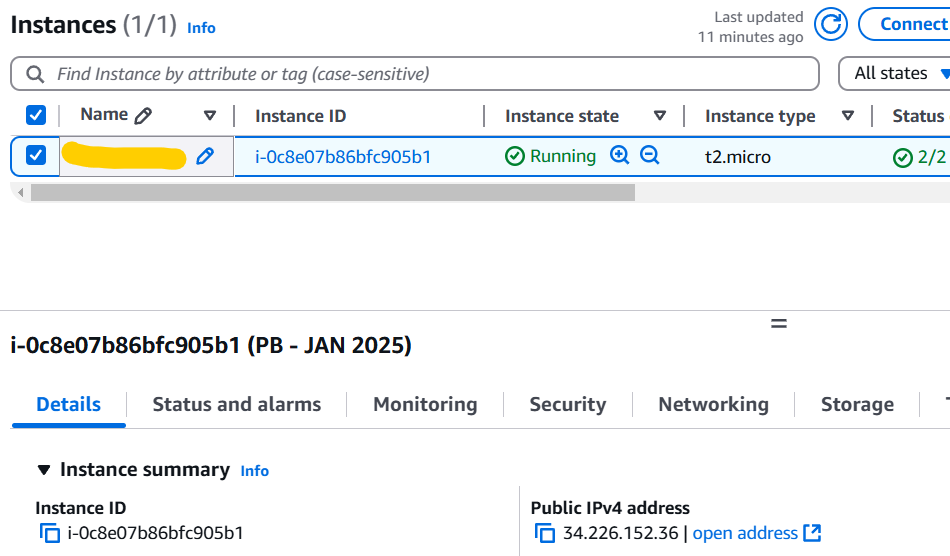 Instances (1/1) Info
Last updated
11 minutes ago
Connect
Find Instance by attribute or tag (case-sensitive)
All states
Name Instance ID Instance state Instance type Status
i-0c8e07b86bfc905b1 Running t2.micro 2/2
i-0c8e07b86bfc905b1 (PB - JAN 2025)
Details Status and alarms Monitoring Security Networking Storage
Instance summary Info
Instance ID
i-0c8e07b86bfc905b1
Public IPv4 address
34.226.152.36 | open address